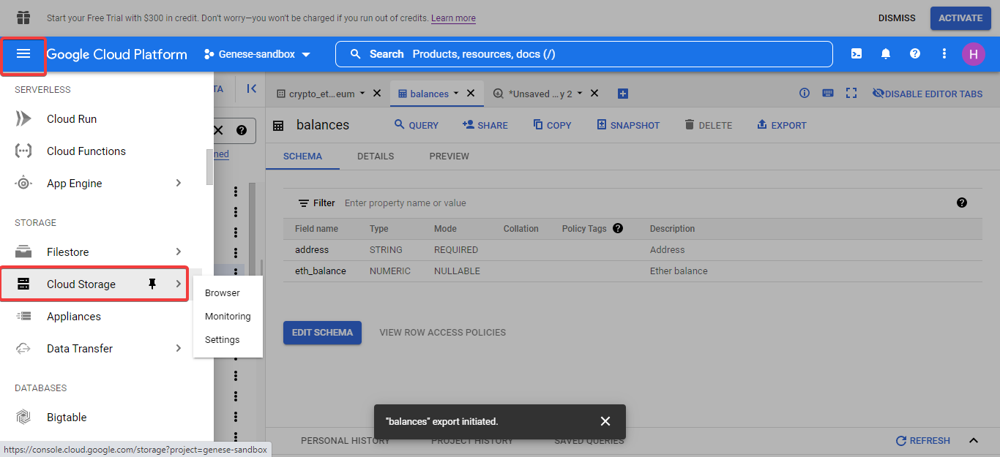 Start your Free Trial with $300 in credit. Don't worry—you won't be charged if you run out of credits. Learn more
DISMISS
ACTIVATE
Google Cloud Platform
Genese-sandbox
Search Products, resources, docs (/)
H
SERVERLESS
Cloud Run
Cloud Functions
App Engine
STORAGE
Filestore
Cloud Storage
Appliances
Data Transfer
DATABASES
Bigtable
Browser
Monitoring
Settings
TA
ned
crypto_et...eum
balances
*Unsaved ...y 2
DISABLE EDITOR TABS
balances
QUERY
SHARE
COPY
SNAPSHOT
DELETE
EXPORT
SCHEMA DETAILS PREVIEW
Filter Enter property name or value
Field name Type Mode Collation Policy Tags Description
address STRING REQUIRED Address
eth_balance NUMERIC NULLABLE Ether balance
EDIT SCHEMA VIEW ROW ACCESS POLICIES
"balances" export initiated.
PERSONAL HISTORY PROJECT HISTORY SAVED QUERIES
REFRESH
https://console.cloud.google.com/storage?project=genese-sandbox